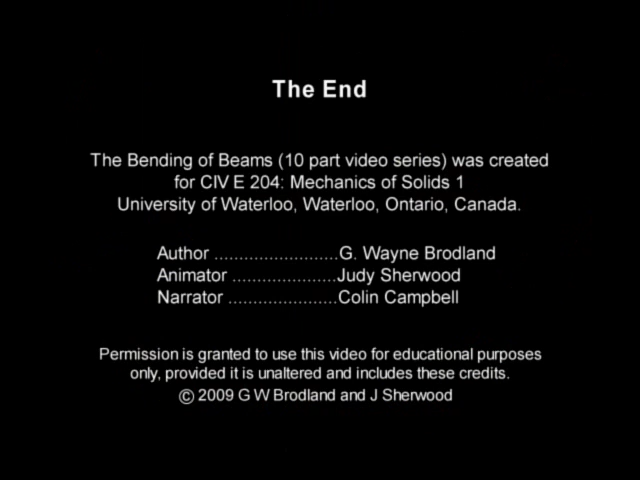 The End
The Bending of Beams (10 part video series) was created
for CIV E 204: Mechanics of Solids 1
University of Waterloo, Waterloo, Ontario, Canada.
Author .........................G. Wayne Brodland
Animator .....................Judy Sherwood
Narrator ......................Colin Campbell
Permission is granted to use this video for educational purposes
only, provided it is unaltered and includes these credits.
© 2009 G W Brodland and J Sherwood